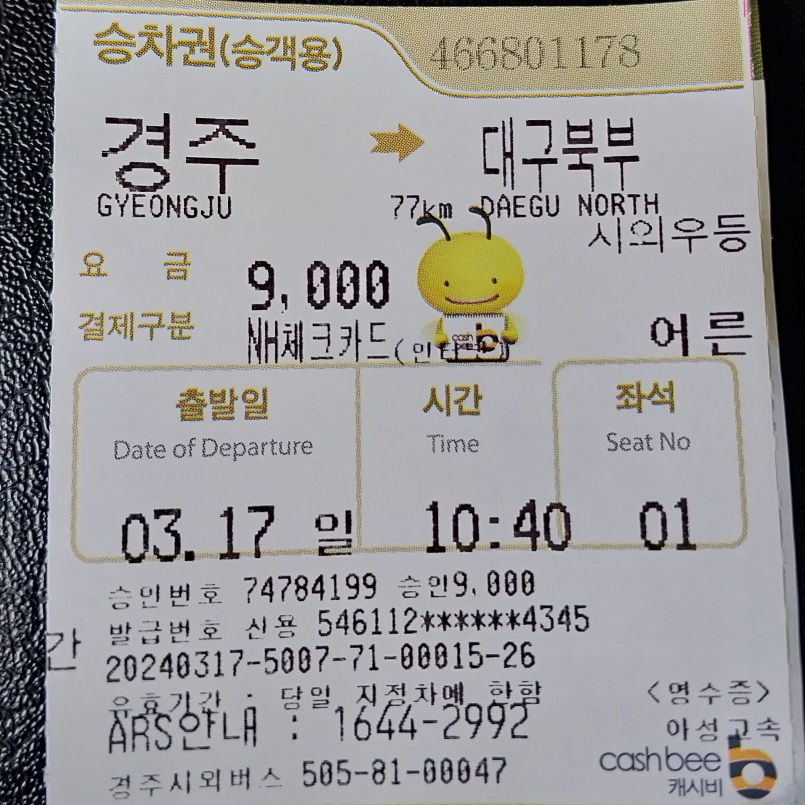 승차권(승객용) 466801178
경주 대구북부
GYEONGJU 77km DAEGU NORTH
시외우등
요 금 9,000
결제구분 NH체크카드(인터넷) 어른
cash
출발일 시간 좌석
Date of Departure Time Seat No
03.17 일 10:40 01
승인번호 74784199 승인9,000
발급번호 신용 546112******4345
간
20240317-5007-71-00015-26
유효기간 : 당일 지정차에 한함 <영수증>
ARS안내 : 1644-2992 아성고속
cashbee
캐시비
경주시외버스 505-81-00047